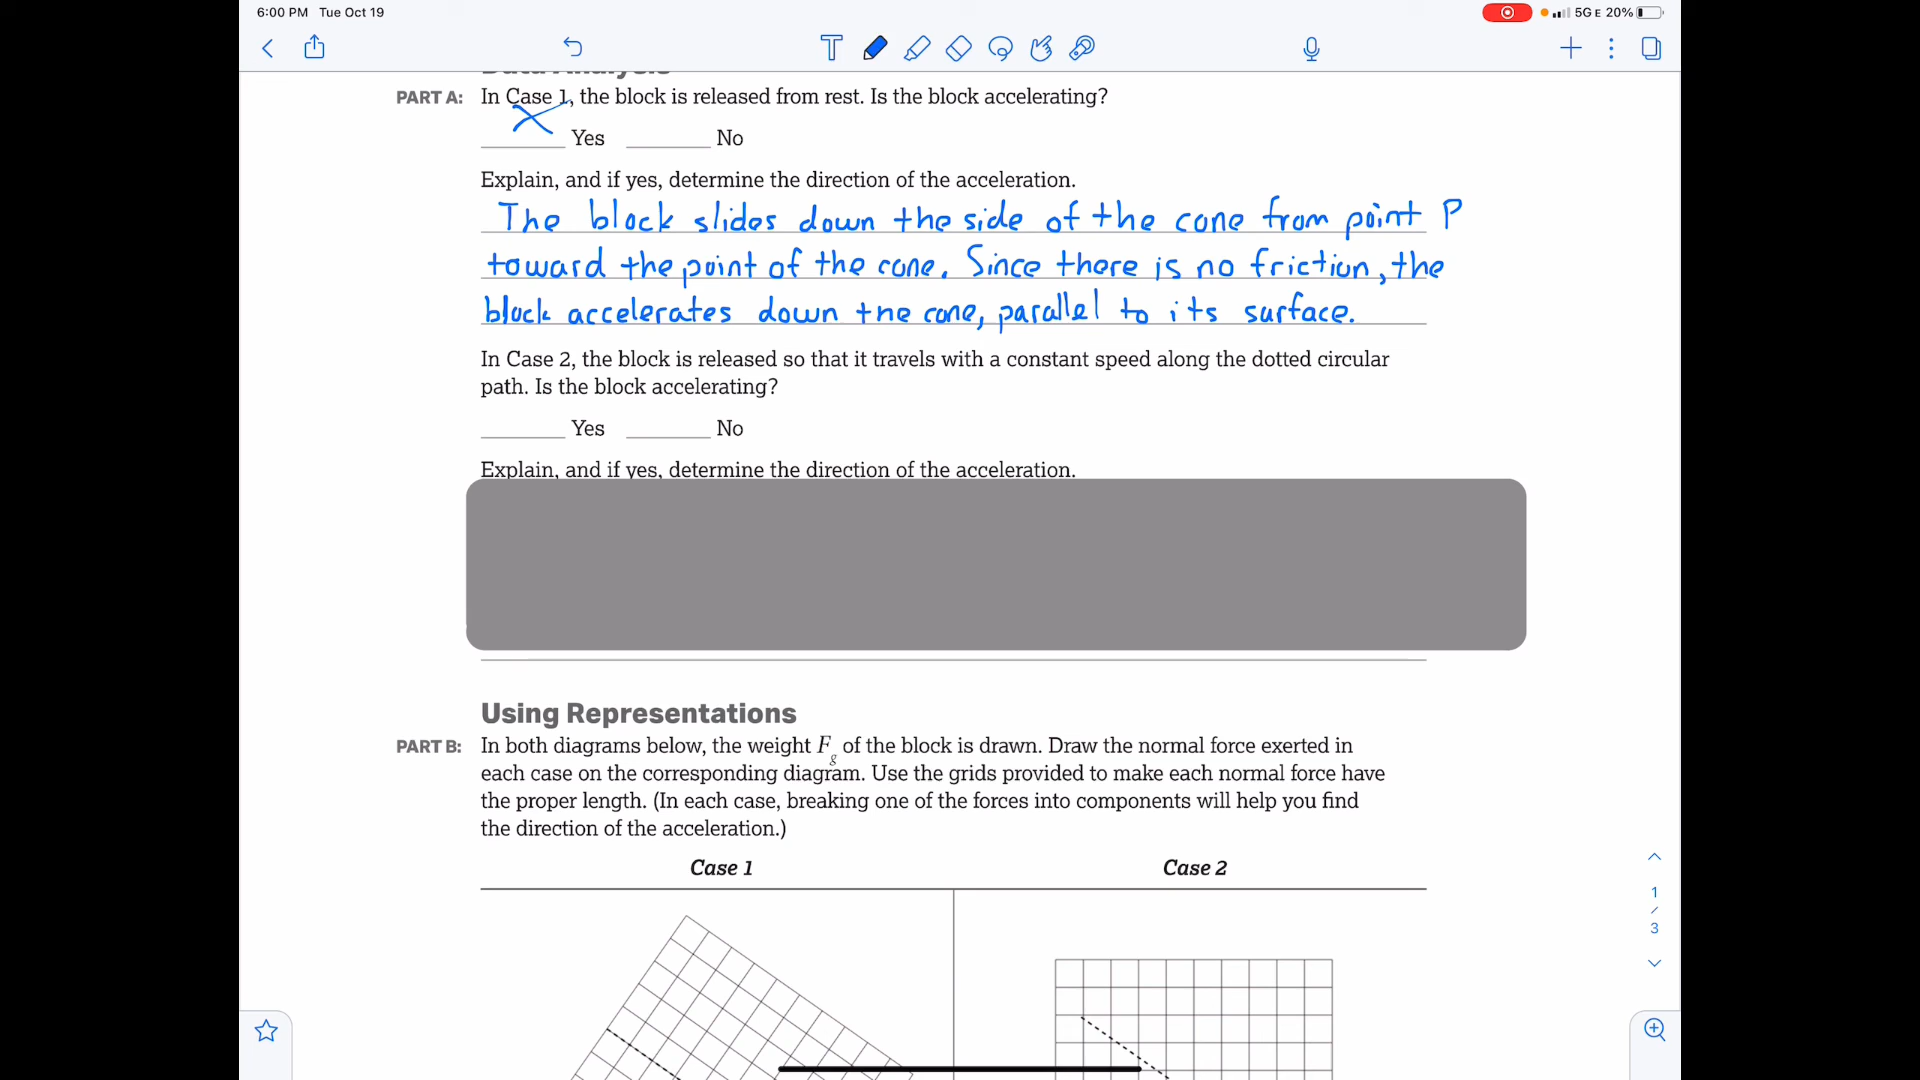 6:00 PM Tue Oct 19
5G E 20%
T
PART A: In Case 1, the block is released from rest. Is the block accelerating?
Yes No
Explain, and if yes, determine the direction of the acceleration.
The block slides down the side of the cone from point P
toward the point of the cone. Since there is no friction, the
block accelerates down the cone, parallel to its surface.
In Case 2, the block is released so that it travels with a constant speed along the dotted circular
path. Is the block accelerating?
Yes No
Explain, and if yes, determine the direction of the acceleration.
Using Representations
PART B: In both diagrams below, the weight Fg of the block is drawn. Draw the normal force exerted in
each case on the corresponding diagram. Use the grids provided to make each normal force have
the proper length. (In each case, breaking one of the forces into components will help you find
the direction of the acceleration.)
Case 1 Case 2
1
/
3